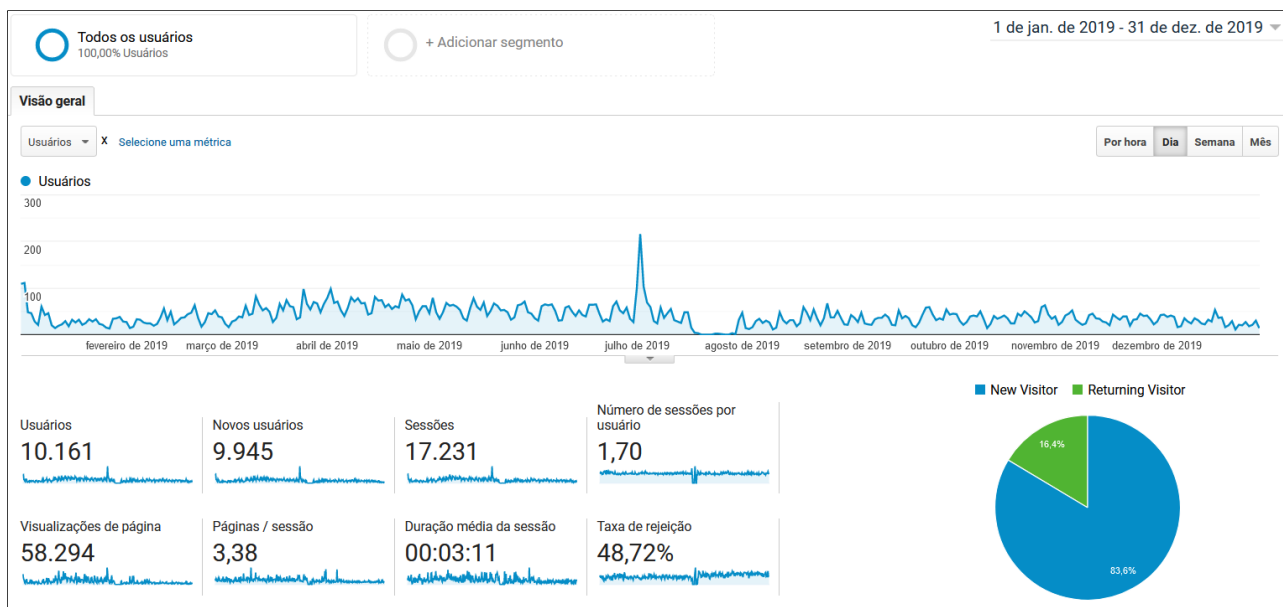 Todos os usuários
100,00% Usuários
+ Adicionar segmento
1 de jan. de 2019 - 31 de dez. de 2019
Visão geral
Usuários
X
Selecione uma métrica
Por hora
Dia
Semana
Mês
Usuários
300
200
100
fevereiro de 2019
março de 2019
abril de 2019
maio de 2019
junho de 2019
julho de 2019
agosto de 2019
setembro de 2019
outubro de 2019
novembro de 2019
dezembro de 2019
Usuários
10.161
Novos usuários
9.945
Sessões
17.231
Número de sessões por
usuário
1,70
Visualizações de página
58.294
Páginas / sessão
3,38
Duração média da sessão
00:03:11
Taxa de rejeição
48,72%
New Visitor
Returning Visitor
16,4%
83,6%